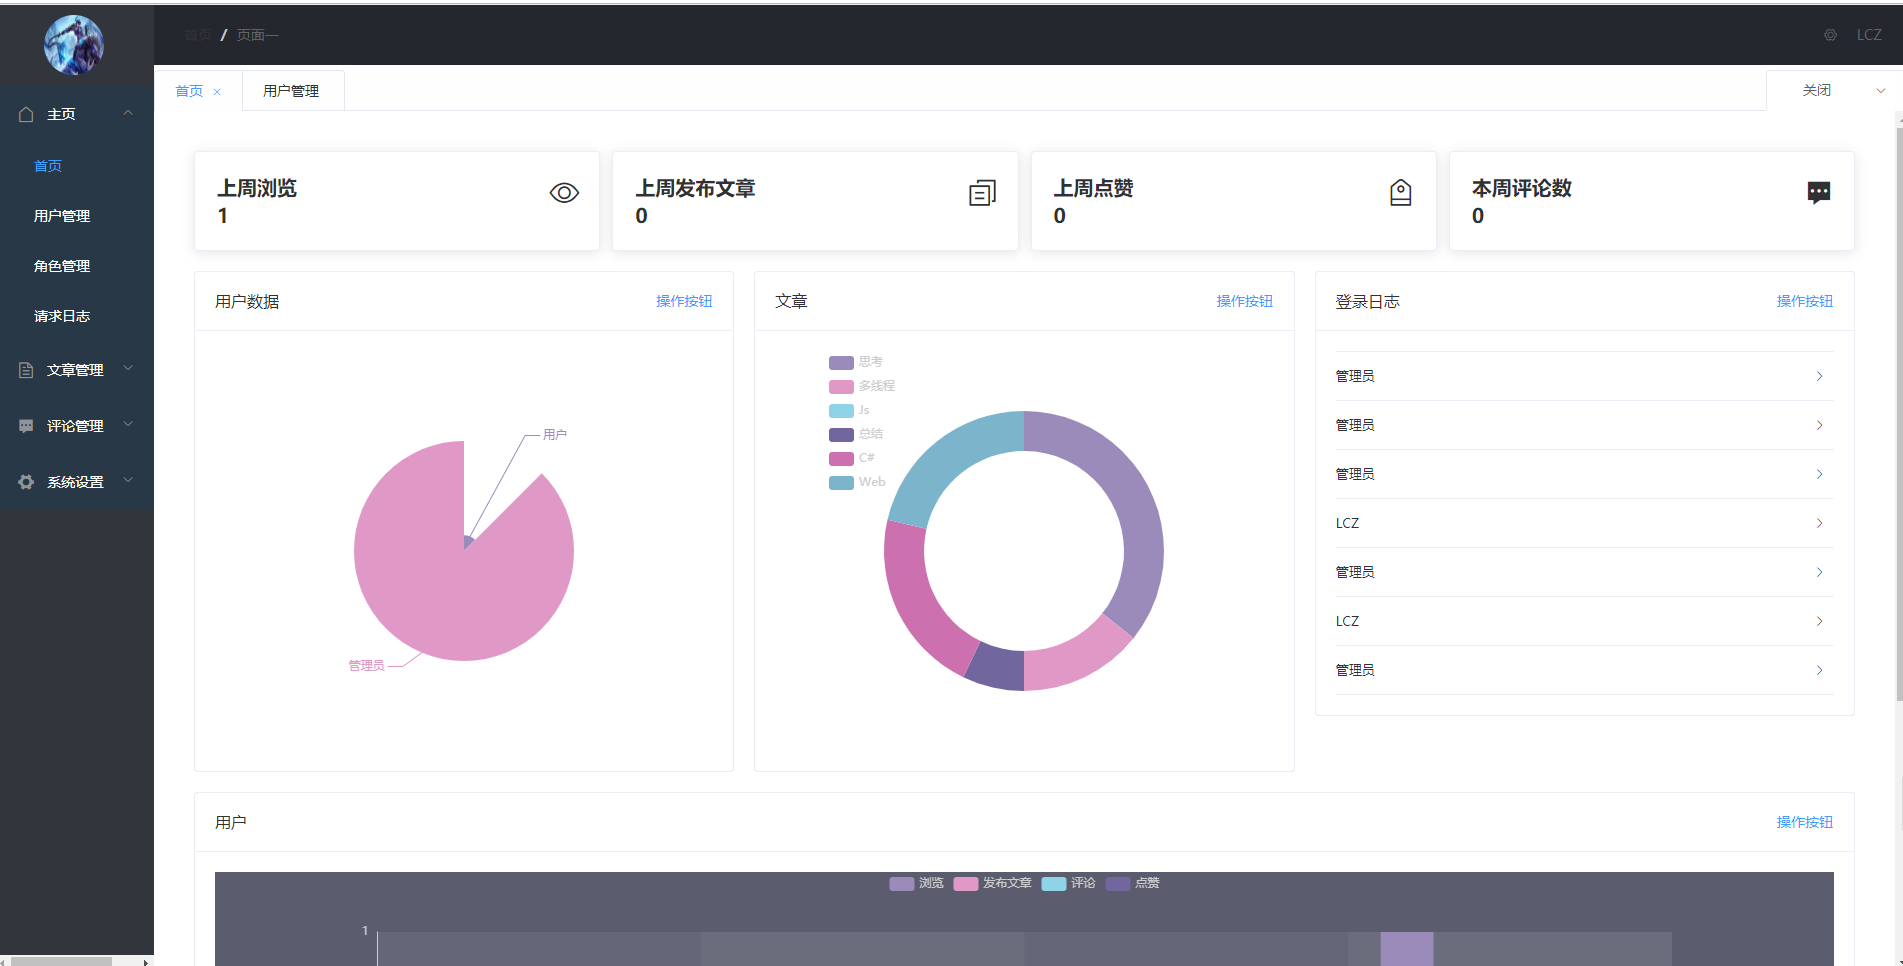 首页 / 页面一
LCZ
主页
首页
用户管理
角色管理
请求日志
文章管理
评论管理
系统设置
首页 ×
用户管理
关闭
上周浏览
1
上周发布文章
0
上周点赞
0
本周评论数
0
用户数据
操作按钮
用户
管理员
文章
操作按钮
思考
多线程
Js
总结
C#
Web
登录日志
操作按钮
管理员
管理员
管理员
LCZ
管理员
LCZ
管理员
用户
操作按钮
浏览
发布文章
评论
点赞
1